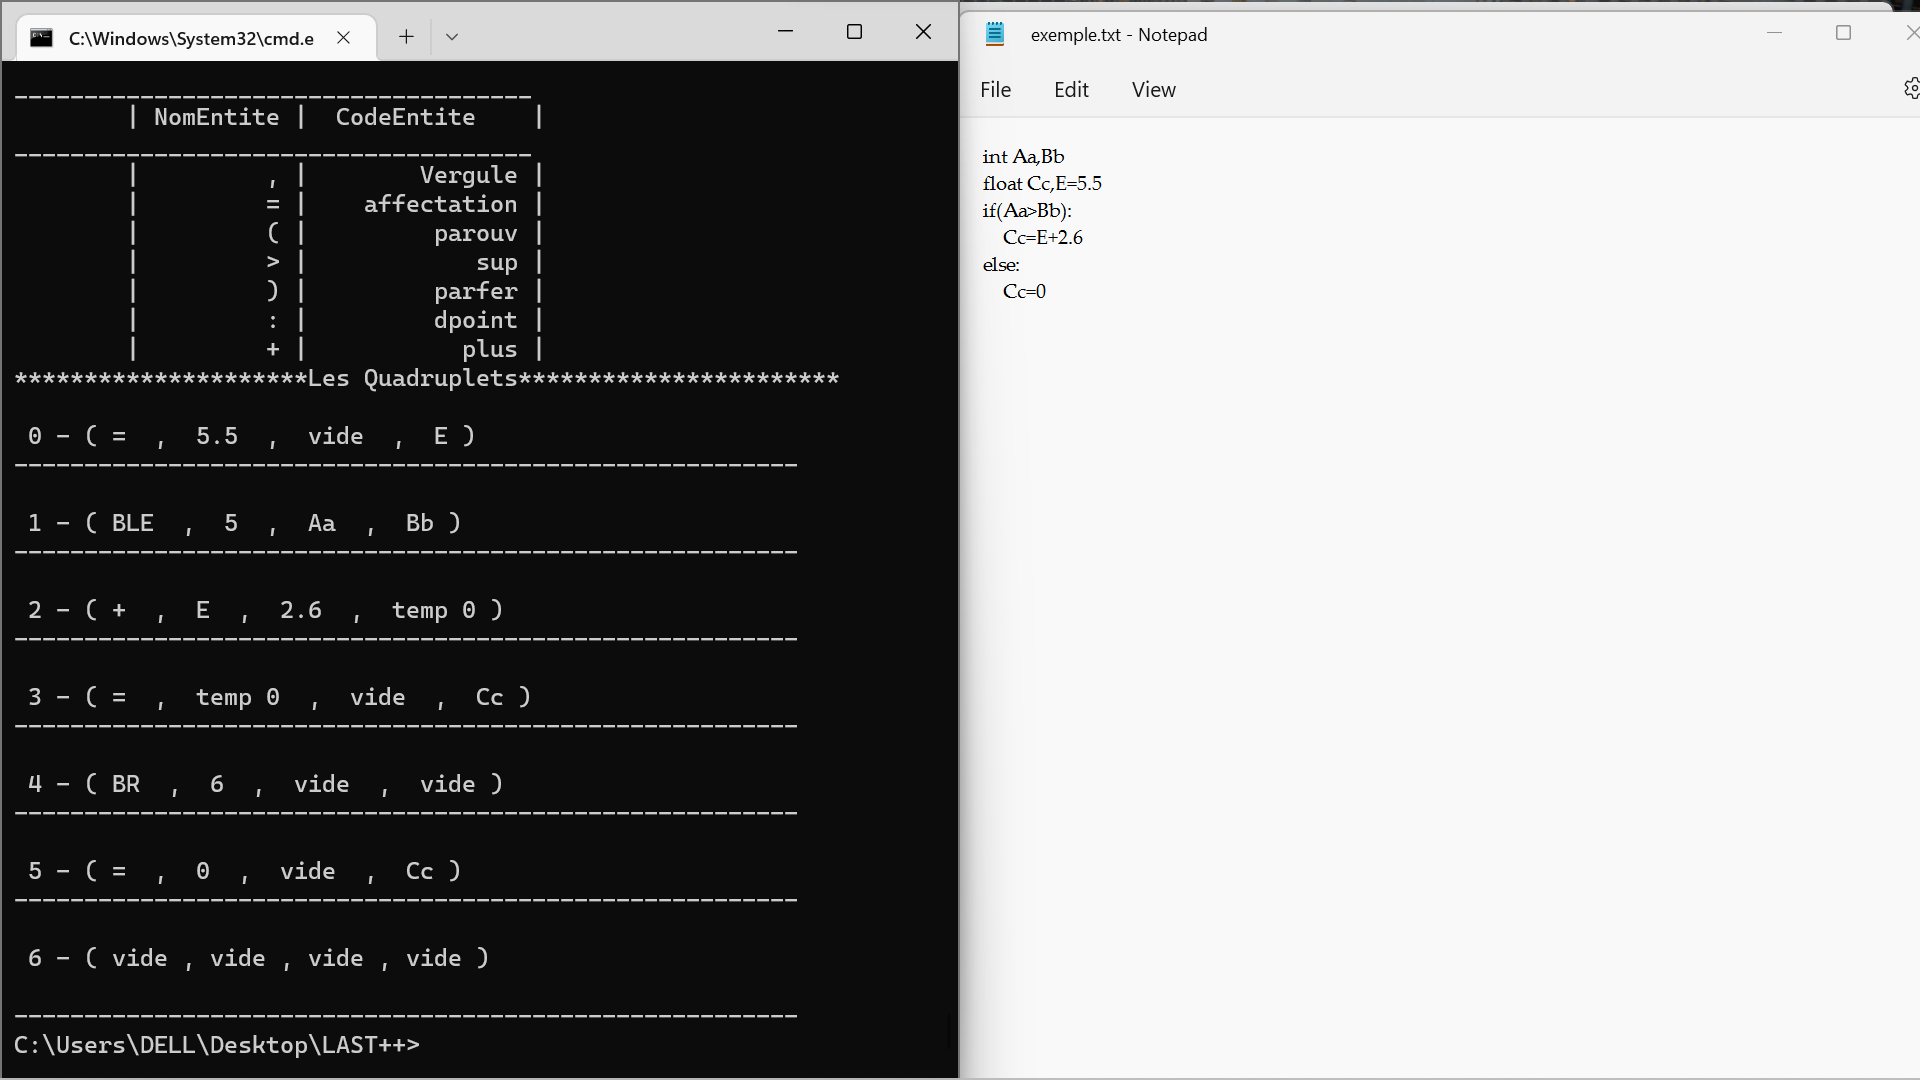 C:\Windows\System32\cmd.e
-------------------------------------
| NomEntite | CodeEntite |
-------------------------------------
| , | Vergule |
| = | affectation |
| ( | parouv |
| > | sup |
| ) | parfer |
| : | dpoint |
| + | plus |
*********************Les Quadruplets***********************
0 - ( = , 5.5 , vide , E )
--------------------------------------------------------
1 - ( BLE , 5 , Aa , Bb )
--------------------------------------------------------
2 - ( + , E , 2.6 , temp 0 )
--------------------------------------------------------
3 - ( = , temp 0 , vide , Cc )
--------------------------------------------------------
4 - ( BR , 6 , vide , vide )
--------------------------------------------------------
5 - ( = , 0 , vide , Cc )
--------------------------------------------------------
6 - ( vide , vide , vide , vide )
--------------------------------------------------------
C:\Users\DELL\Desktop\LAST++>
exemple.txt - Notepad
File Edit View
int Aa,Bb
float Cc,E=5.5
if(Aa>Bb):
Cc=E+2.6
else:
Cc=0